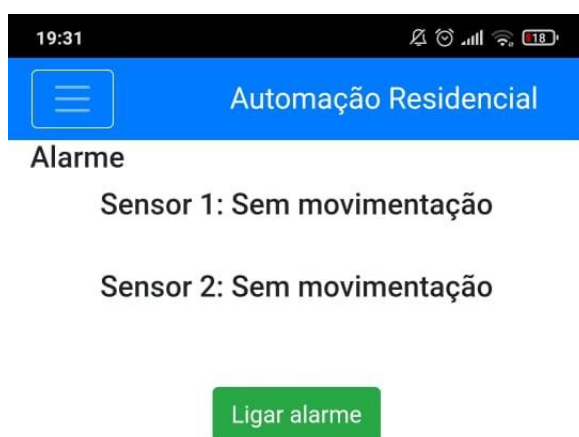 19:31 18
Automação Residencial
Alarme
Sensor 1: Sem movimentação
Sensor 2: Sem movimentação
Ligar alarme